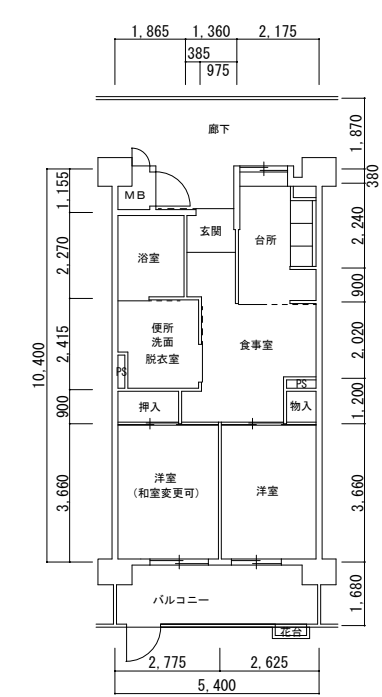 1,865 1,360 2,175
385
975
廊下
1,870
380
1,155
MB
玄関
台所
2,240
浴室
2,270
900
便所
洗面
脱衣室
食事室
2,415
2,020
10,400
PS
PS
押入
物入
900
1,200
洋室
(和室変更可)
洋室
3,660
3,660
バルコニー
1,680
花台
2,775 2,625
5,400